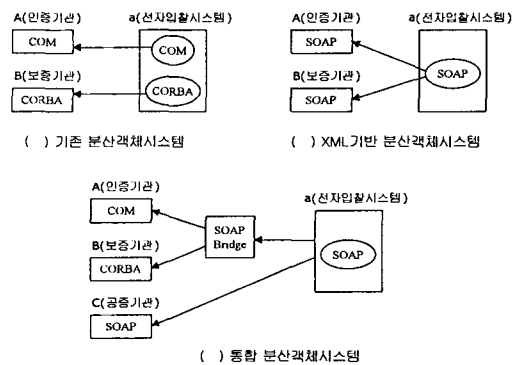 A(인증기관)
COM
B(보증기관)
CORBA
a(전자입찰시스템)
COM
CORBA
( ) 기존 분산객체시스템
A(인증기관)
SOAP
B(보증기관)
SOAP
a(전자입찰시스템)
SOAP
( ) XML기반 분산객체시스템
A(인증기관)
COM
B(보증기관)
CORBA
C(공증기관)
SOAP
SOAP
Bridge
a(전자입찰시스템)
SOAP
( ) 통합 분산객체시스템